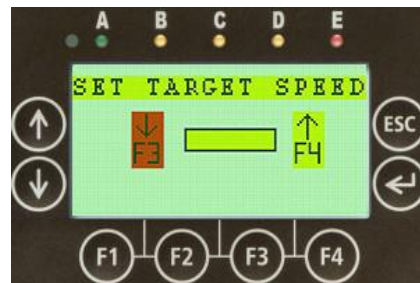 A B C D E
SET TARGET SPEED
↑ ↓ ↑ ESC
F3 F4
↓ ↵
F1 F2 F3 F4